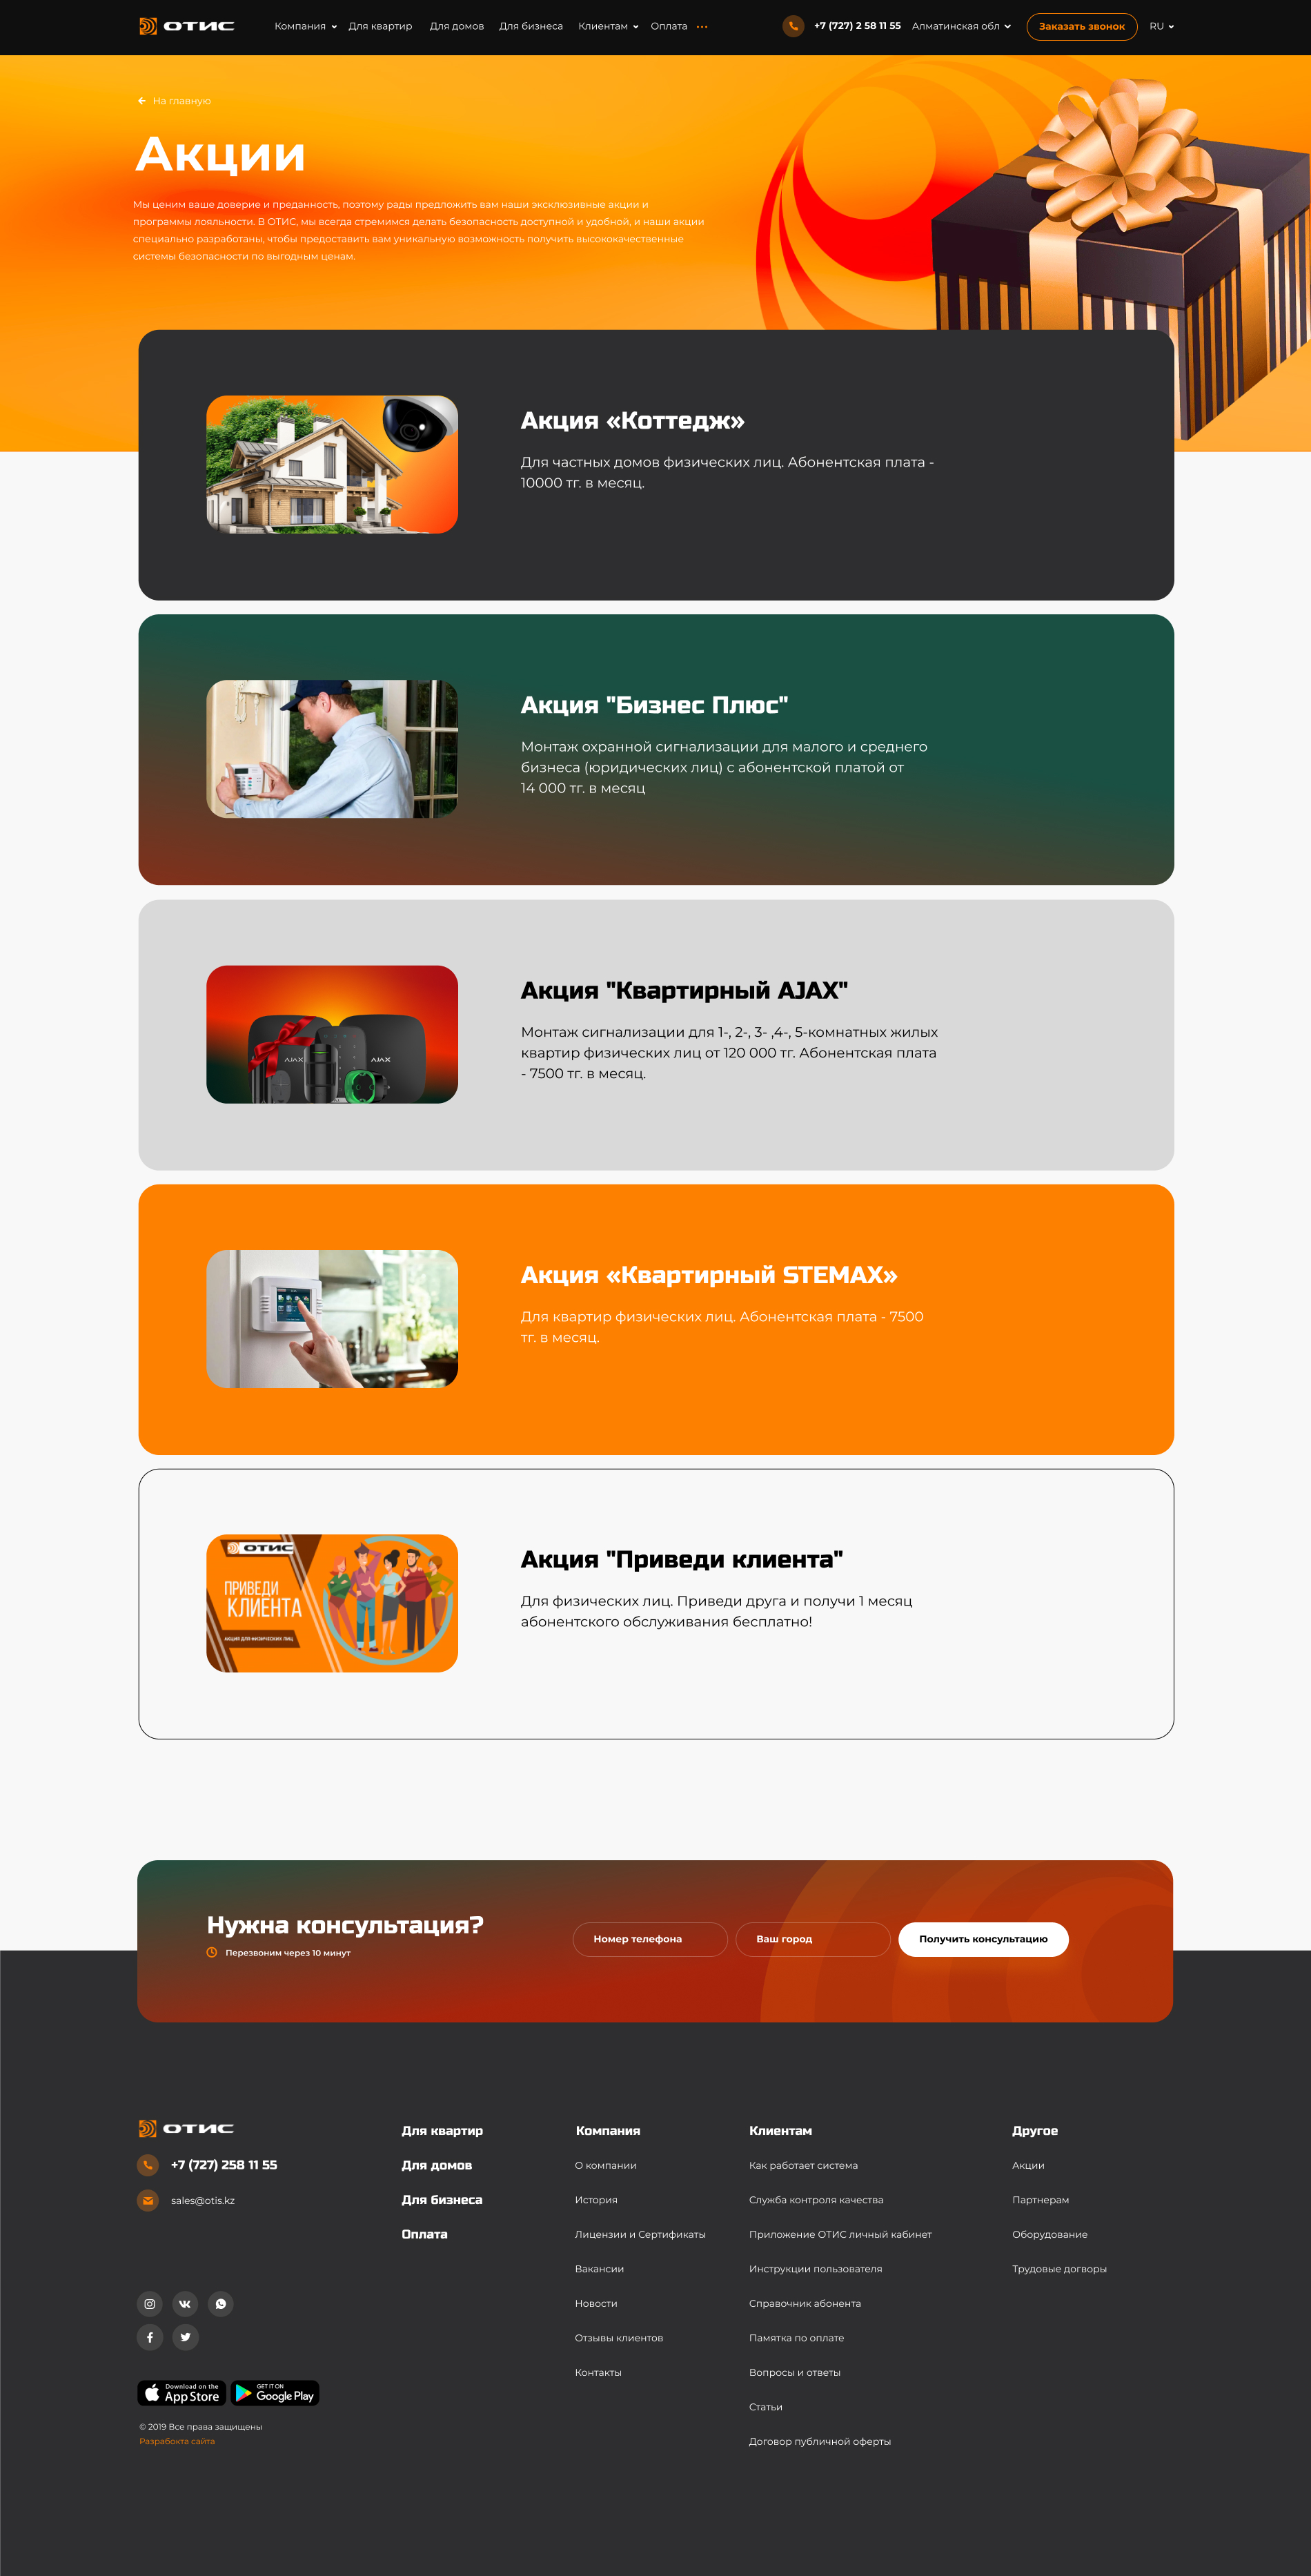 ОТИС
Компания
Для квартир
Для домов
Для бизнеса
Клиентам
Оплата
+7 (727) 2 58 11 55
Алматинская обл
Заказать звонок
RU
На главную
Акции
Мы ценим ваше доверие и преданность, поэтому рады предложить вам наши эксклюзивные акции и
программы лояльности. В ОТИС, мы всегда стремимся делать безопасность доступной и удобной, и наши акции
специально разработаны, чтобы предоставить вам уникальную возможность получить высококачественные
системы безопасности по выгодным ценам.
Акция «Коттедж»
Для частных домов физических лиц. Абонентская плата -
10000 тг. в месяц.
Акция "Бизнес Плюс"
Монтаж охранной сигнализации для малого и среднего
бизнеса (юридических лиц) с абонентской платой от
14 000 тг. в месяц
AJAX
AJAX
Акция "Квартирный AJAX"
Монтаж сигнализации для 1-, 2-, 3- ,4-, 5-комнатных жилых
квартир физических лиц от 120 000 тг. Абонентская плата
- 7500 тг. в месяц.
Акция «Квартирный STEMAX»
Для квартир физических лиц. Абонентская плата - 7500
тг. в месяц.
ОТИС
ПРИВЕДИ
КЛИЕНТА
АКЦИЯ ДЛЯ ФИЗИЧЕСКИХ ЛИЦ
Акция "Приведи клиента"
Для физических лиц. Приведи друга и получи 1 месяц
абонентского обслуживания бесплатно!
Нужна консультация?
Перезвоним через 10 минут
Номер телефона
Ваш город
Получить консультацию
ОТИС
+7 (727) 258 11 55
sales@otis.kz
Download on the
App Store
GET IT ON
Google Play
© 2019 Все права защищены
Разрабокта сайта
Для квартир
Для домов
Для бизнеса
Оплата
Компания
О компании
История
Лицензии и Сертификаты
Вакансии
Новости
Отзывы клиентов
Контакты
Клиентам
Как работает система
Служба контроля качества
Приложение ОТИС личный кабинет
Инструкции пользователя
Справочник абонента
Памятка по оплате
Вопросы и ответы
Статьи
Договор публичной оферты
Другое
Акции
Партнерам
Оборудование
Трудовые догворы